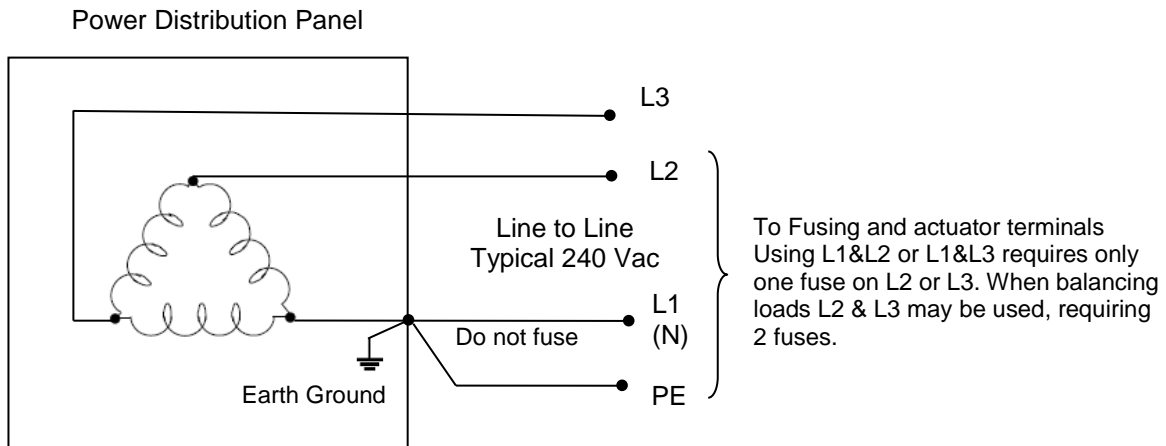 Power Distribution Panel
L3
L2
Line to Line
Typical 240 Vac
To Fusing and actuator terminals
Using L1&L2 or L1&L3 requires only
one fuse on L2 or L3. When balancing
loads L2 & L3 may be used, requiring
2 fuses.
L1
(N)
Do not fuse
Earth Ground
PE